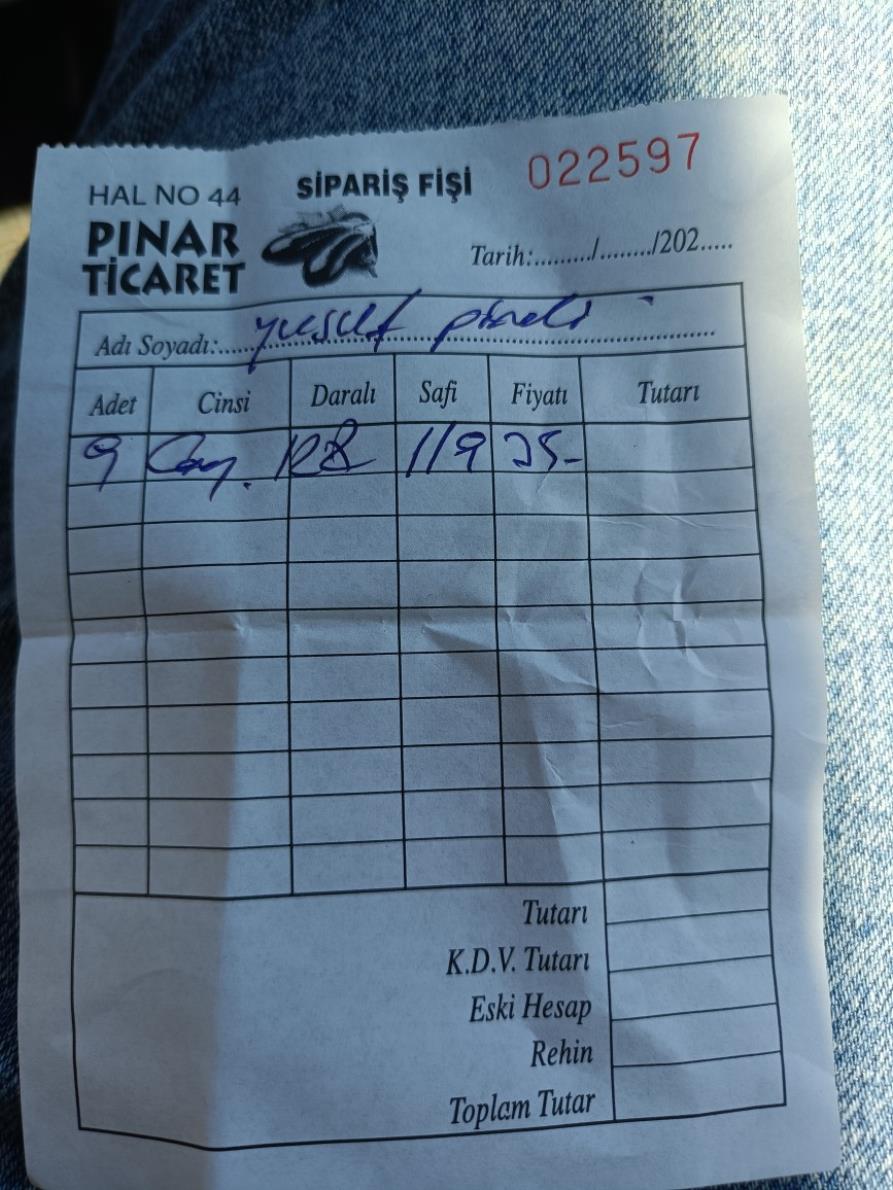 HAL NO 44
SİPARİŞ FİŞİ
022597
PINAR
TİCARET
Tarih:........./......../202.....
Adı Soyadı:..... yusuf
Adet Cinsi Daralı Safi Fiyatı Tutarı
9 119 25-
Tutarı
K.D.V. Tutarı
Eski Hesap
Rehin
Toplam Tutar